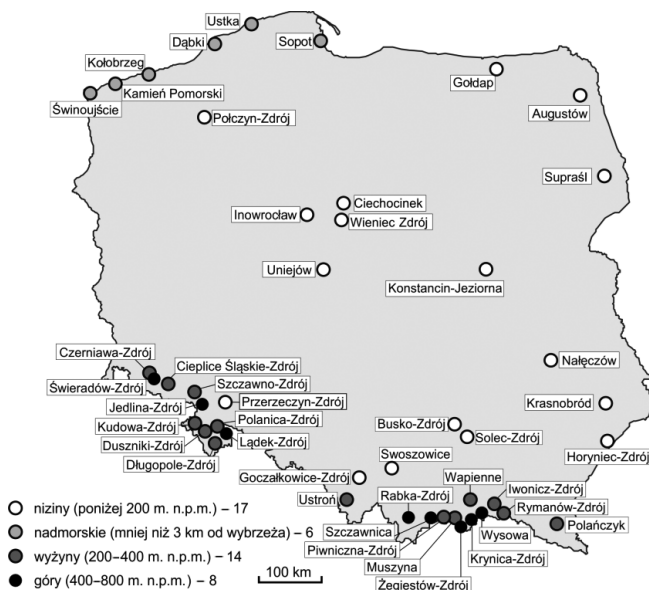 Ustka
Dąbki
Sopot
Kołobrzeg
Gołdap
Kamień Pomorski
Świnoujście
Augustów
Połczyn-Zdrój
Supraśl
Ciechocinek
Inowrocław
Wieniec Zdrój
Uniejów
Konstancin-Jeziorna
Czerniawa-Zdrój
Cieplice Śląskie-Zdrój
Nałęczów
Świeradów-Zdrój
Szczawno-Zdrój
Jedlina-Zdrój
Przerzeczyn-Zdrój
Krasnobród
Kudowa-Zdrój
Polanica-Zdrój
Busko-Zdrój
Duszniki-Zdrój
Lądek-Zdrój
Solec-Zdrój
Długopole-Zdrój
Swoszowice
Horyniec-Zdrój
Goczałkowice-Zdrój
Wapienne
Ustroń
Rabka-Zdrój
Iwonicz-Zdrój
Rymanów-Zdrój
Szczawnica
Polańczyk
Wysowa
Piwniczna-Zdrój
Krynica-Zdrój
Muszyna
Żegiestów-Zdrój
niziny (poniżej 200 m. n.p.m.) – 17
nadmorskie (mniej niż 3 km od wybrzeża) – 6
wyżyny (200–400 m. n.p.m.) – 14
góry (400–800 m. n.p.m.) – 8
100 km